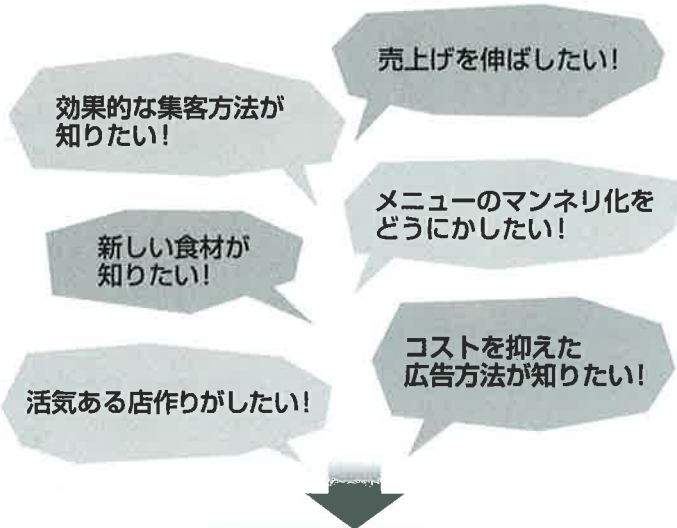 売上げを伸ばしたい!
効果的な集客方法が
知りたい!
メニューのマンネリ化を
どうにかしたい!
新しい食材が
知りたい!
コストを抑えた
広告方法が知りたい!
活気ある店作りがしたい!